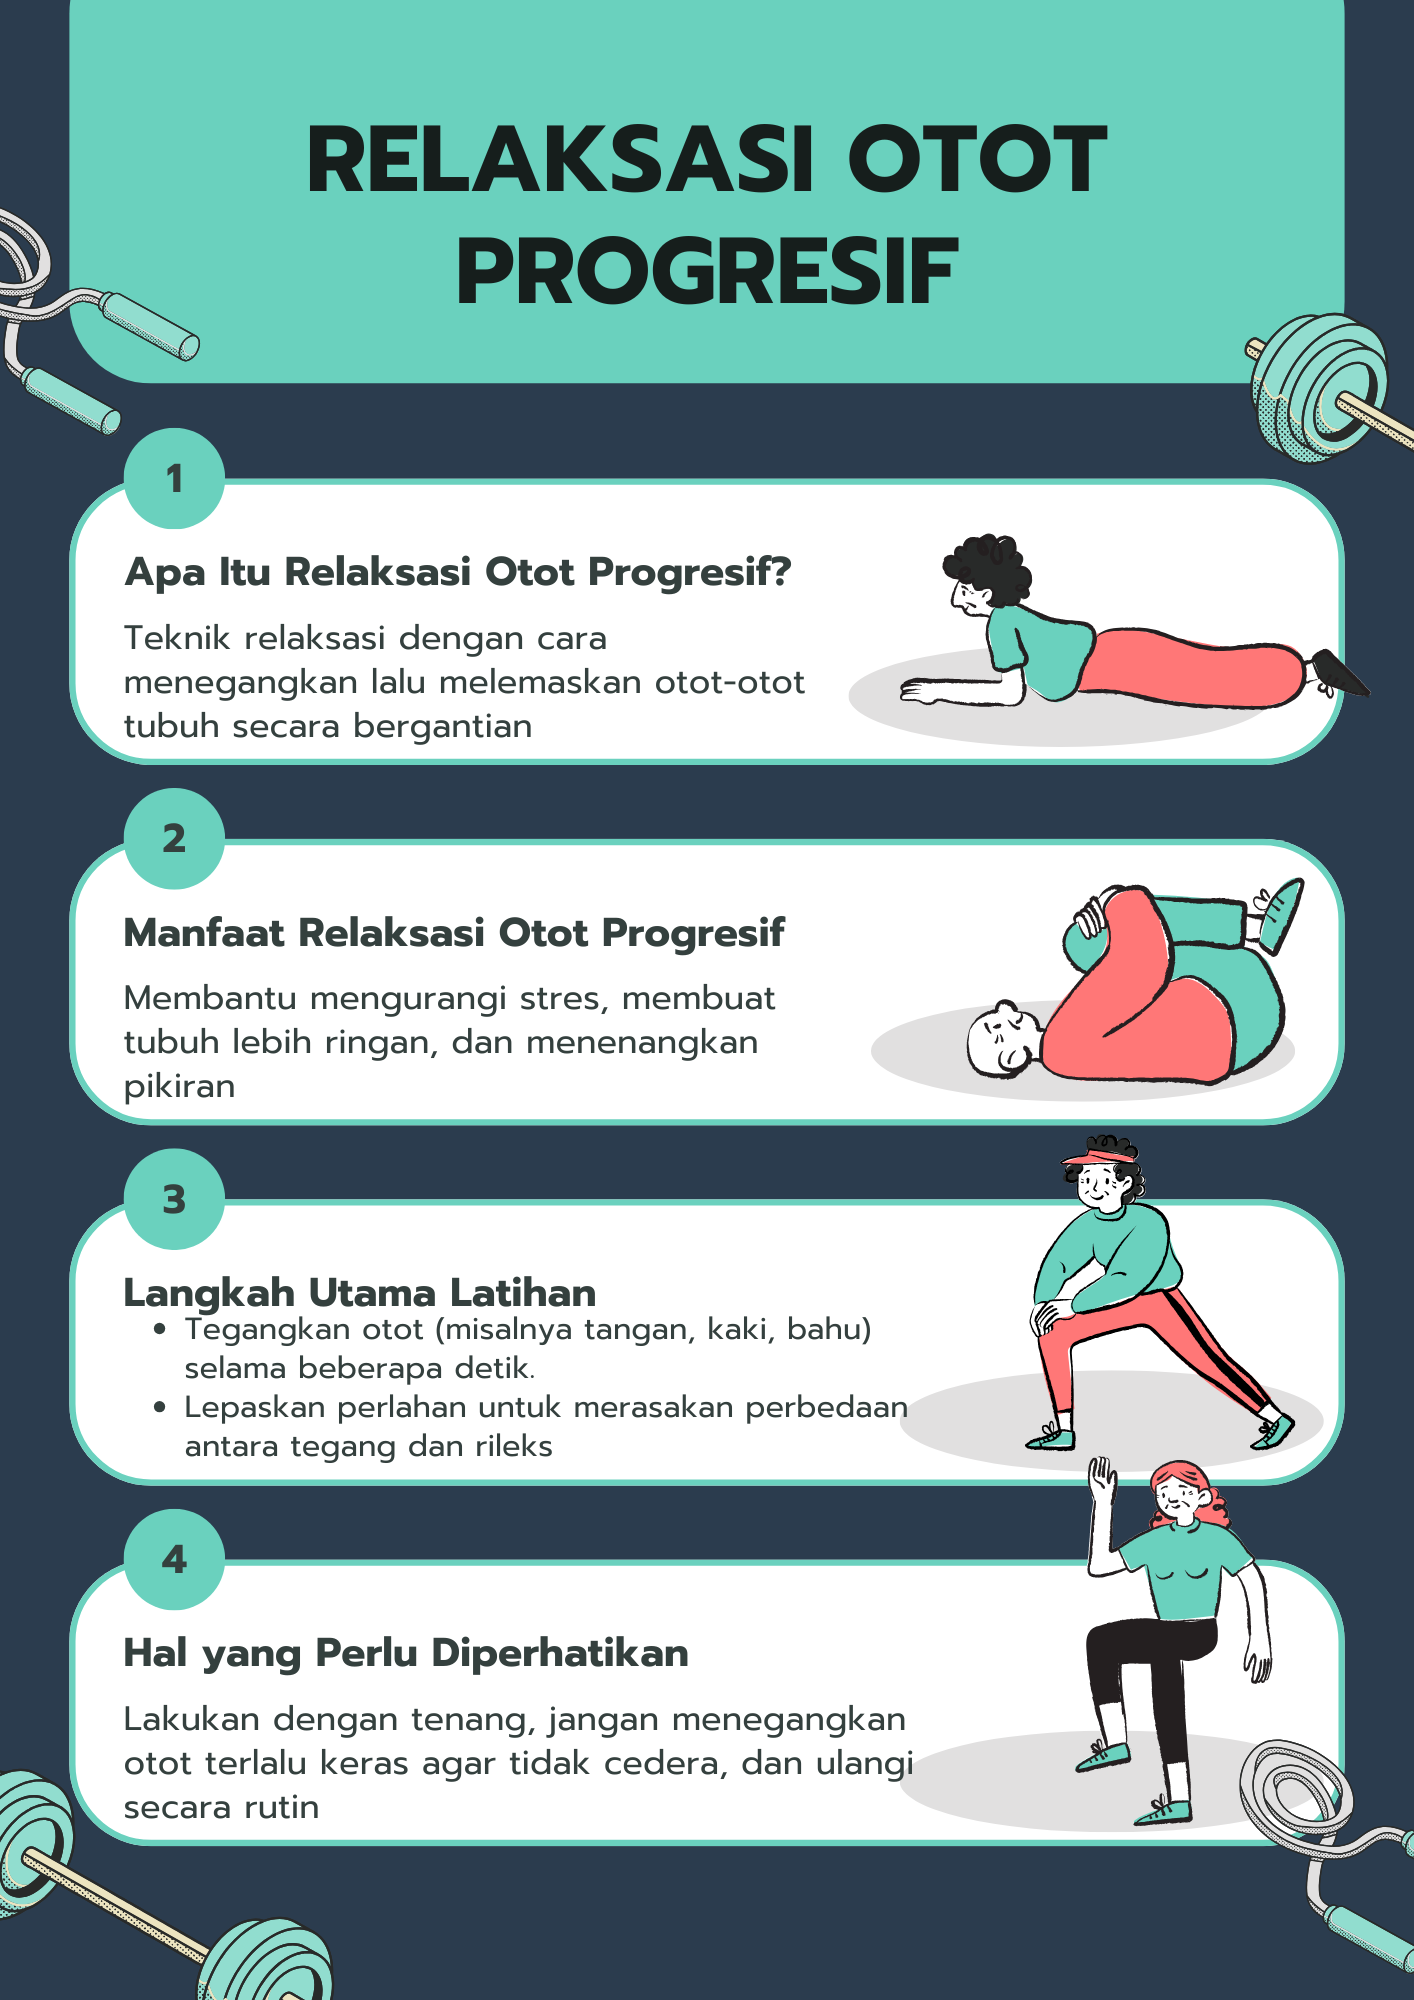 RELAKSASI OTOT
PROGRESIF
1
Apa Itu Relaksasi Otot Progresif?
Teknik relaksasi dengan cara
menegangkan lalu melemaskan otot-otot
tubuh secara bergantian
2
Manfaat Relaksasi Otot Progresif
Membantu mengurangi stres, membuat
tubuh lebih ringan, dan menenangkan
pikiran
3
Langkah Utama Latihan
• Tegangkan otot (misalnya tangan, kaki, bahu)
selama beberapa detik.
• Lepaskan perlahan untuk merasakan perbedaan
antara tegang dan rileks
4
Hal yang Perlu Diperhatikan
Lakukan dengan tenang, jangan menegangkan
otot terlalu keras agar tidak cedera, dan ulangi
secara rutin